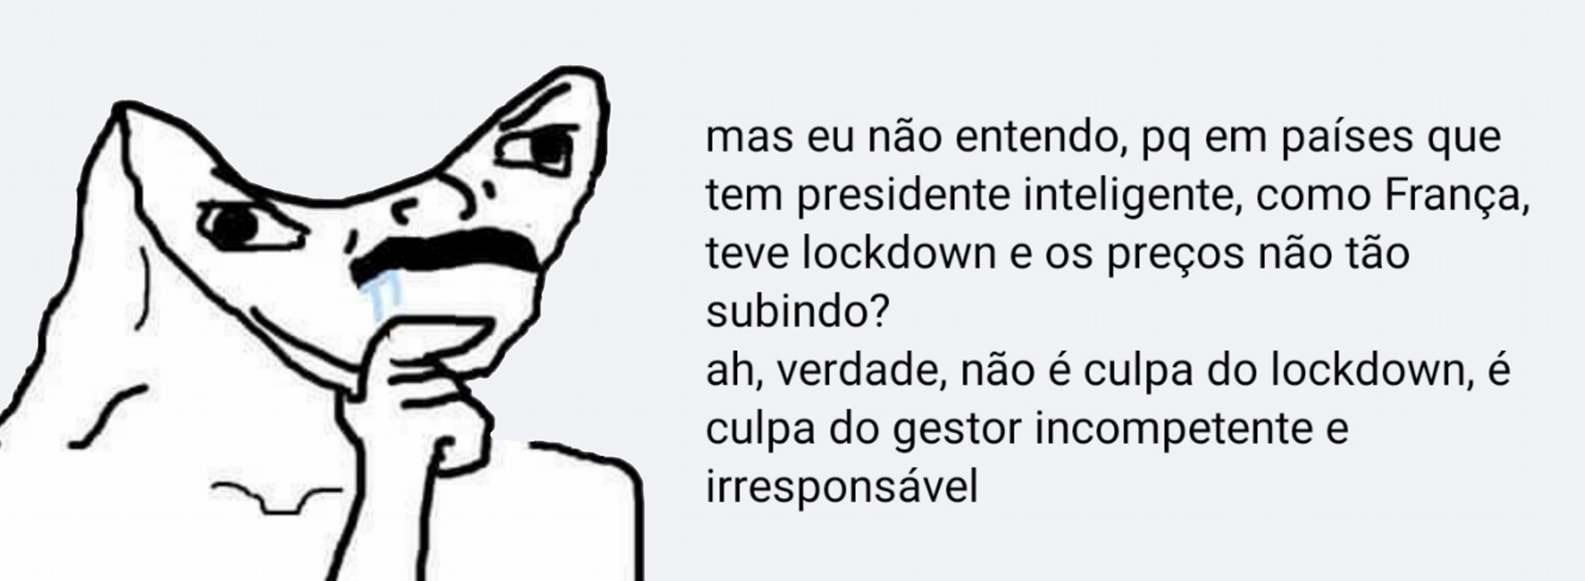 mas eu não entendo, pq em países que
tem presidente inteligente, como França,
teve lockdown e os preços não tão
subindo?
ah, verdade, não é culpa do lockdown, é
culpa do gestor incompetente e
irresponsável